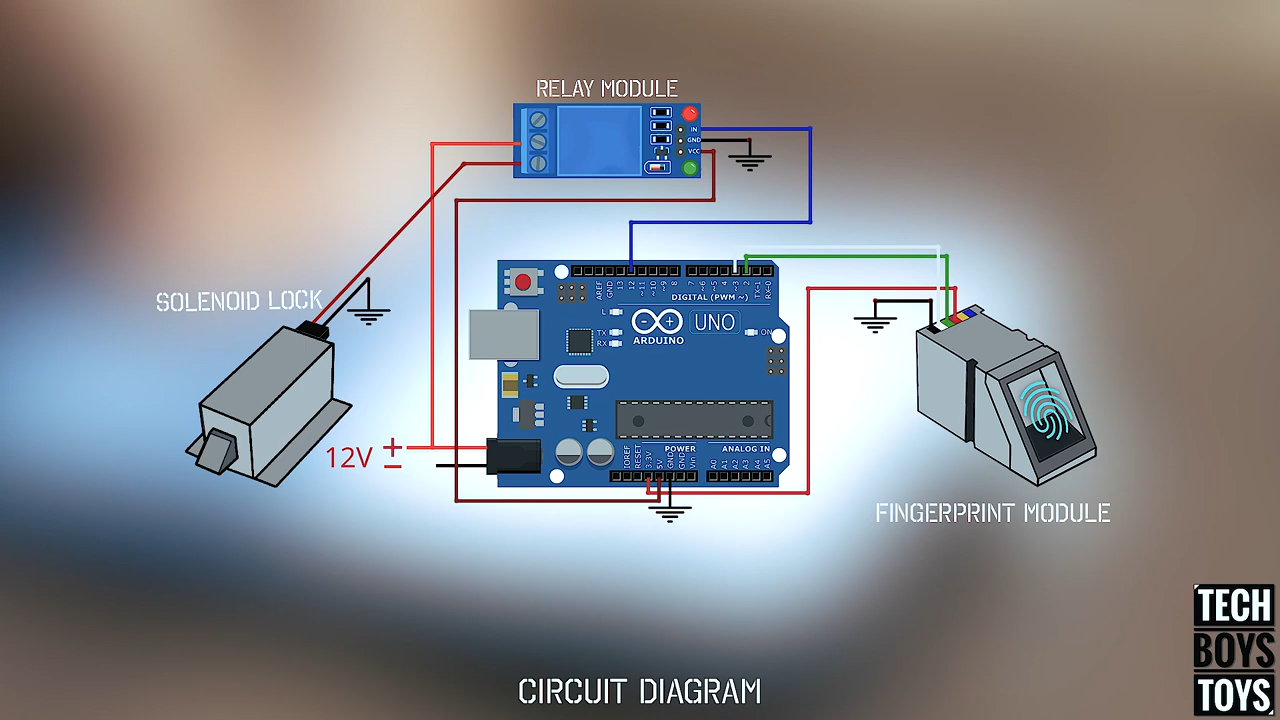 RELAY MODULE
IN
GND
VCC
SOLENOID LOCK
AREF
GND
13
12
~11
~10
~9
8
7
~6
~5
4
~3
2
TX→1
RX←0
DIGITAL (PWM ~)
L
TX
RX
UNO
ARDUINO
ON
12V + −
IOREF
RESET
3.3V
5V
GND
GND
Vin
POWER
ANALOG IN
A0
A1
A2
A3
A4
A5
FINGERPRINT MODULE
CIRCUIT DIAGRAM
TECH
BOYS
TOYS